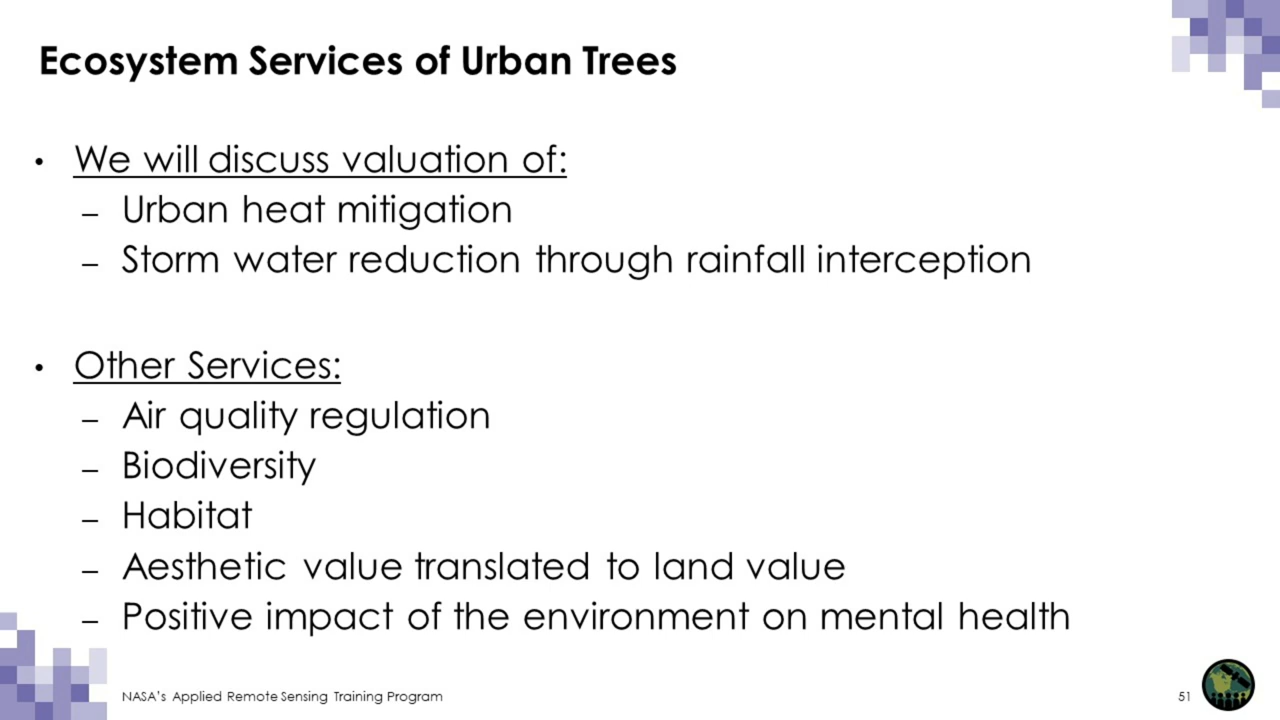 Ecosystem Services of Urban Trees
• We will discuss valuation of:
– Urban heat mitigation
– Storm water reduction through rainfall interception
• Other Services:
– Air quality regulation
– Biodiversity
– Habitat
– Aesthetic value translated to land value
– Positive impact of the environment on mental health
NASA's Applied Remote Sensing Training Program
51